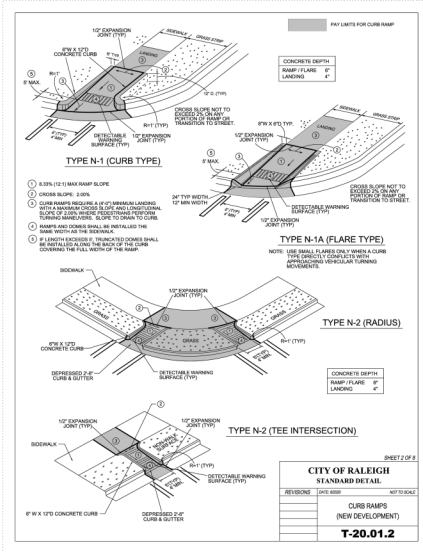 PAY LIMITS FOR CURB RAMP
1/2" EXPANSION
JOINT (TYP)
SIDEWALK
GRASS STRIP
6"W X 12"D
CONCRETE CURB
LANDING
CONCRETE DEPTH
RAMP / FLARE 6"
LANDING 4"
5' MAX.
R=1'
CROSS SLOPE NOT TO
EXCEED 2% ON ANY
PORTION OF RAMP OR
TRANSITION TO STREET.
R=1' (TYP)
DETECTABLE
WARNING
SURFACE (TYP)
1/2" EXPANSION
JOINT (TYP)
TYPE N-1 (CURB TYPE)
SIDEWALK
GRASS STRIP
8"W X 6"D TYP.
LANDING
1/2" EXPANSION
JOINT (TYP)
5' MAX.
CROSS SLOPE NOT TO
EXCEED 2% ON ANY
PORTION OF RAMP OR
TRANSITION TO STREET.
24" TYP WIDTH
12" MIN WIDTH
DETECTABLE WARNING
SURFACE (TYP)
1/2" EXPANSION
JOINT (TYP)
TYPE N-1A (FLARE TYPE)
NOTE: USE SMALL FLARES ONLY WHEN A CURB
TYPE DIRECTLY CONFLICTS WITH
APPROACHING VEHICULAR TURNING
MOVEMENTS.
1 8.33% (12:1) MAX RAMP SLOPE
2 CROSS SLOPE: 2.00%
3 CURB RAMPS REQUIRE A (4'-0") MINIMUM LANDING
WITH A MAXIMUM CROSS SLOPE AND LONGITUDINAL
SLOPE OF 2.00% WHERE PEDESTRIANS PERFORM
TURNING MANEUVERS. SLOPE TO DRAIN TO CURB.
4 RAMPS AND DOMES SHALL BE INSTALLED THE
SAME WIDTH AS THE SIDEWALK.
5 IF LENGTH EXCEEDS 5', TRUNCATED DOMES SHALL
BE INSTALLED ALONG THE BACK OF THE CURB
COVERING THE FULL WIDTH OF THE RAMP.
SIDEWALK
1/2" EXPANSION
JOINT (TYP)
TYPE N-2 (RADIUS)
GRASS
GRASS
GRASS
6"W X 12"D
CONCRETE CURB
R=1' (TYP)
DEPRESSED 2'-6"
CURB & GUTTER
DETECTABLE WARNING
SURFACE (TYP)
CONCRETE DEPTH
RAMP / FLARE 6"
LANDING 4"
1/2" EXPANSION
JOINT (TYP)
1/2" EXPANSION
JOINT (TYP)
TYPE N-2 (TEE INTERSECTION)
SIDEWALK
NON-WALK
SURFACE
R=1' (TYP)
DETECTABLE WARNING
SURFACE (TYP)
6" W X 12"D CONCRETE CURB
DEPRESSED 2'-6"
CURB & GUTTER
SHEET 2 OF 8
CITY OF RALEIGH
STANDARD DETAIL
REVISIONS
NOT TO SCALE
CURB RAMPS
(NEW DEVELOPMENT)
T-20.01.2